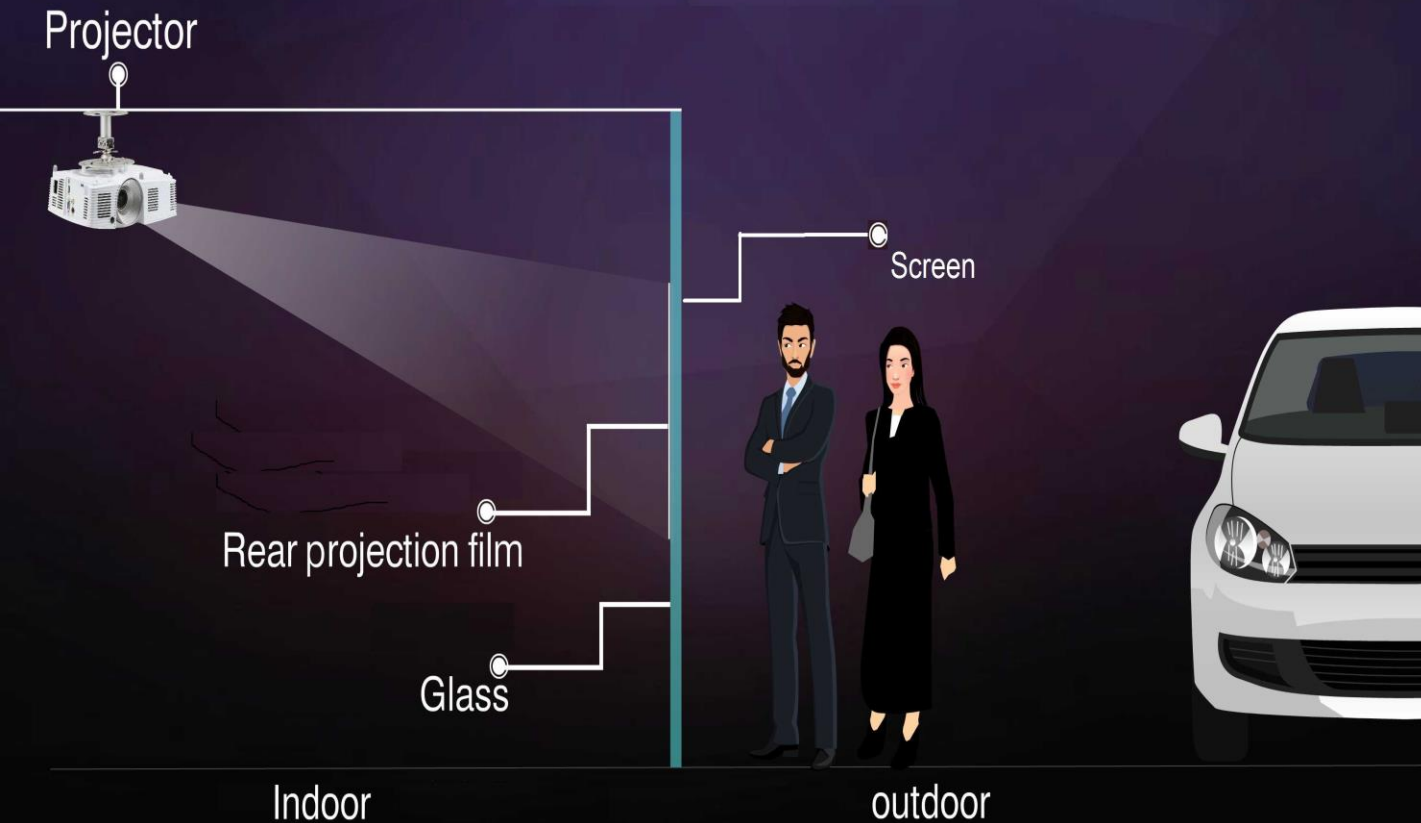 Projector
Screen
Rear projection film
Glass
Indoor
outdoor